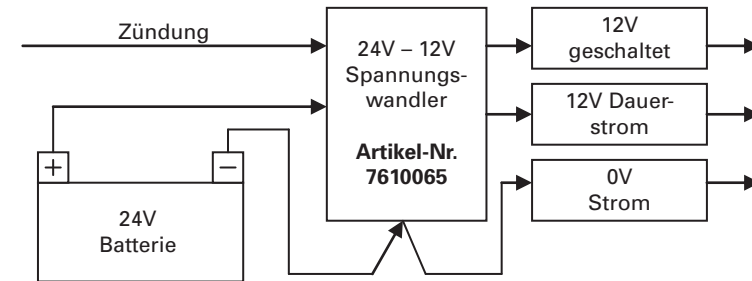 Zündung
24V – 12V
Spannungs-
wandler
Artikel-Nr.
7610065
12V
geschaltet
12V Dauer-
strom
0V
Strom
+
−
24V
Batterie